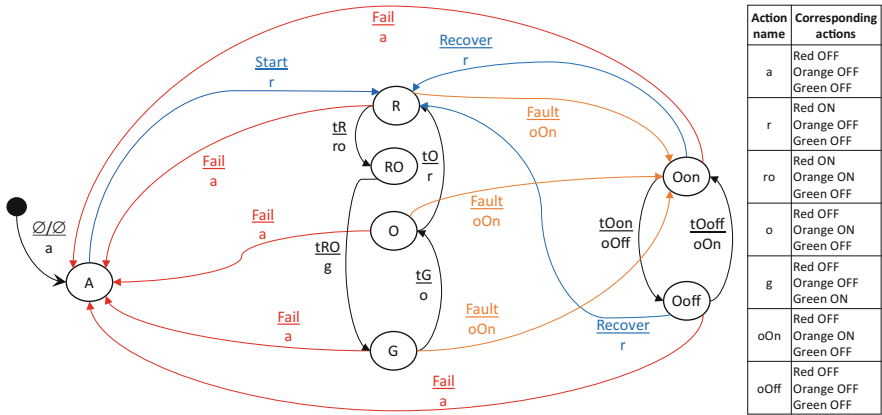 Fail
a
Recover
r
Start
r
R
Fault
oOn
tR
ro
Fail
a
RO
tO
r
Oon
Fault
oOn
Fail
a
O
tOon
oOff
tOoff
oOn
∅/∅
a
tRO
g
tG
o
A
Ooff
Fail
a
Fault
oOn
Recover
r
G
Fail
a
Action name Corresponding actions
a
Red OFF
Orange OFF
Green OFF
r
Red ON
Orange OFF
Green OFF
ro
Red ON
Orange ON
Green OFF
o
Red OFF
Orange ON
Green OFF
g
Red OFF
Orange OFF
Green ON
oOn
Red OFF
Orange ON
Green OFF
oOff
Red OFF
Orange OFF
Green OFF